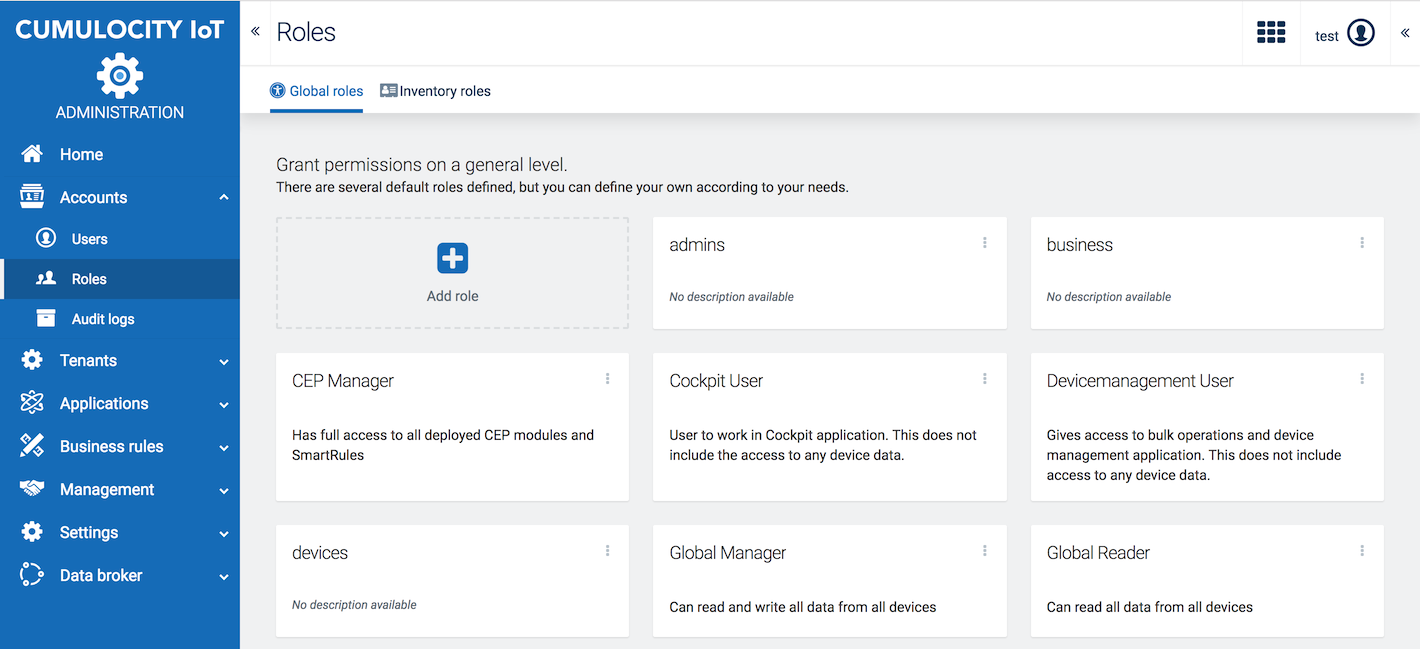 CUMULOCITY IoT
ADMINISTRATION
Home
Accounts
Users
Roles
Audit logs
Tenants
Applications
Business rules
Management
Settings
Data broker
Roles
test
Global roles
Inventory roles
Grant permissions on a general level.
There are several default roles defined, but you can define your own according to your needs.
Add role
admins
No description available
business
No description available
CEP Manager
Has full access to all deployed CEP modules and
SmartRules
Cockpit User
User to work in Cockpit application. This does not
include the access to any device data.
Devicemanagement User
Gives access to bulk operations and device
management application. This does not include
access to any device data.
devices
No description available
Global Manager
Can read and write all data from all devices
Global Reader
Can read all data from all devices